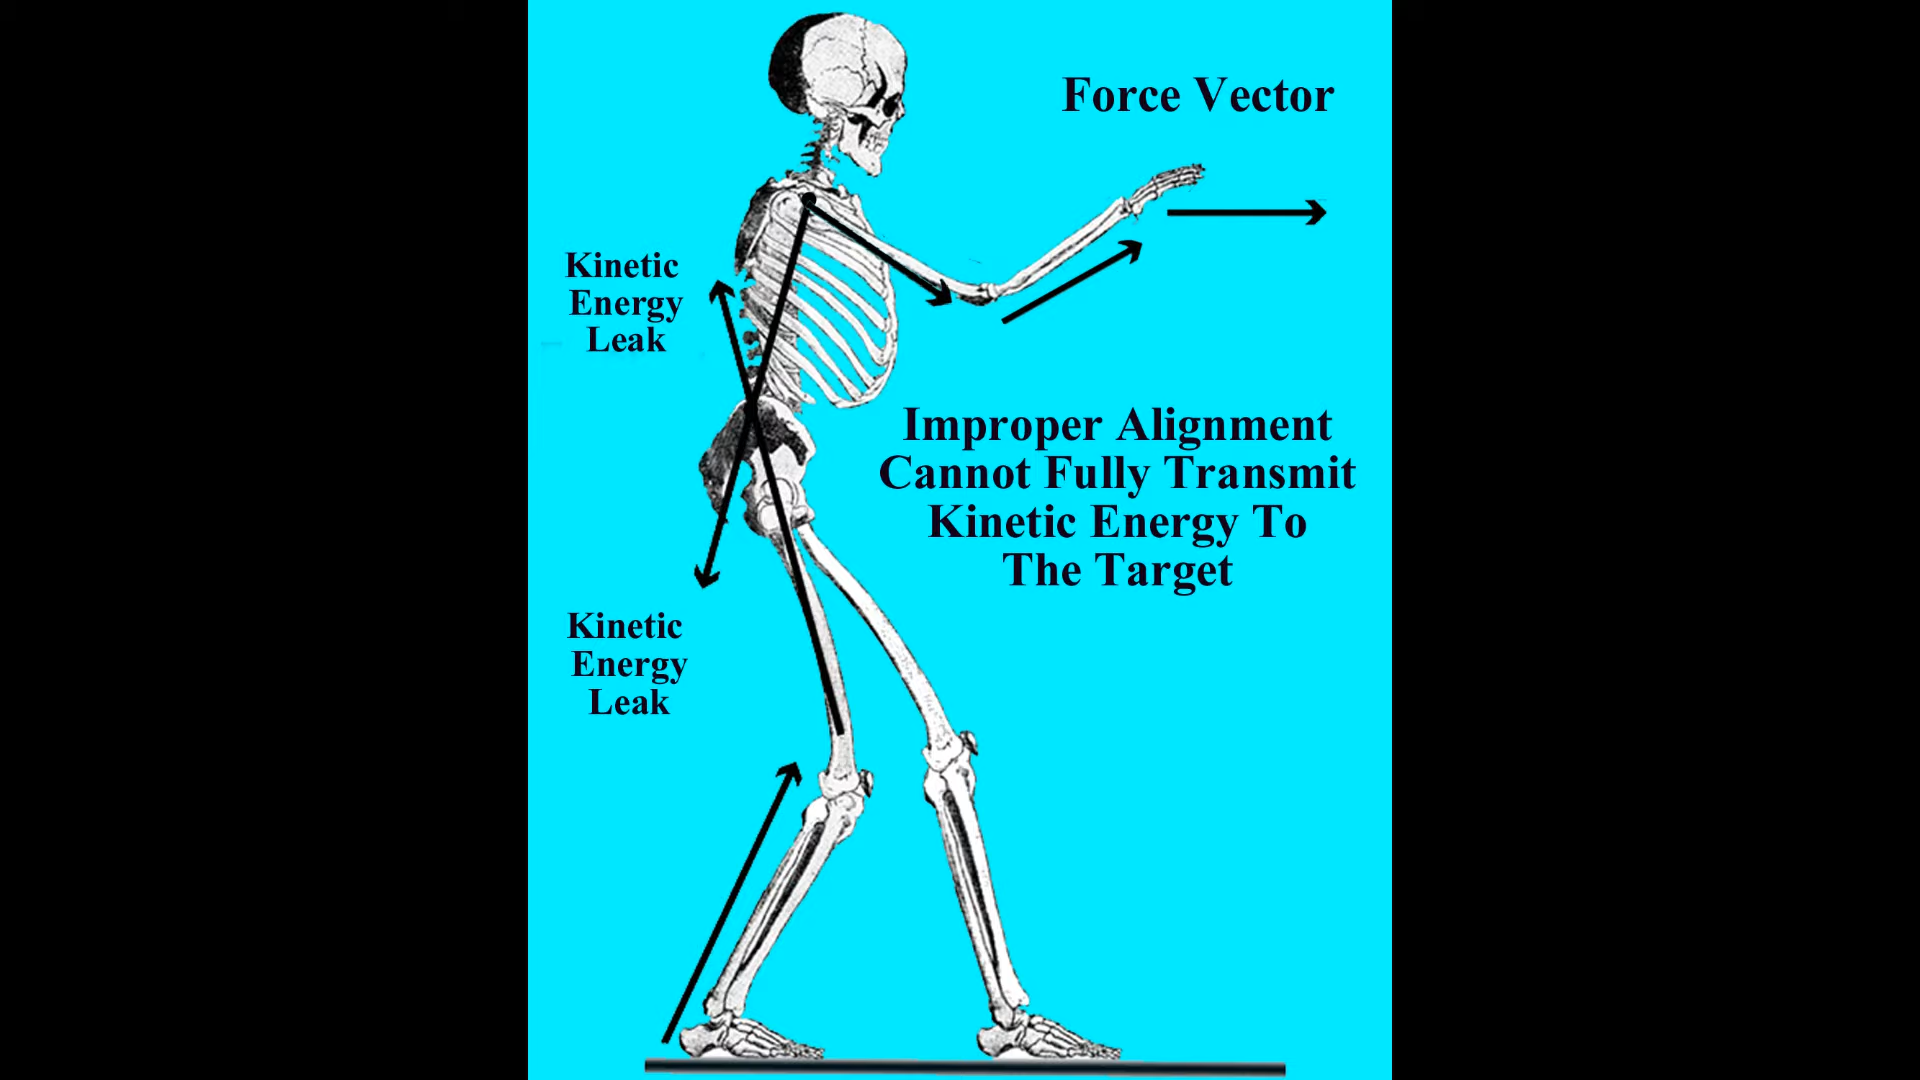 Force Vector
Kinetic
Energy
Leak
Improper Alignment
Cannot Fully Transmit
Kinetic Energy To
The Target
Kinetic
Energy
Leak